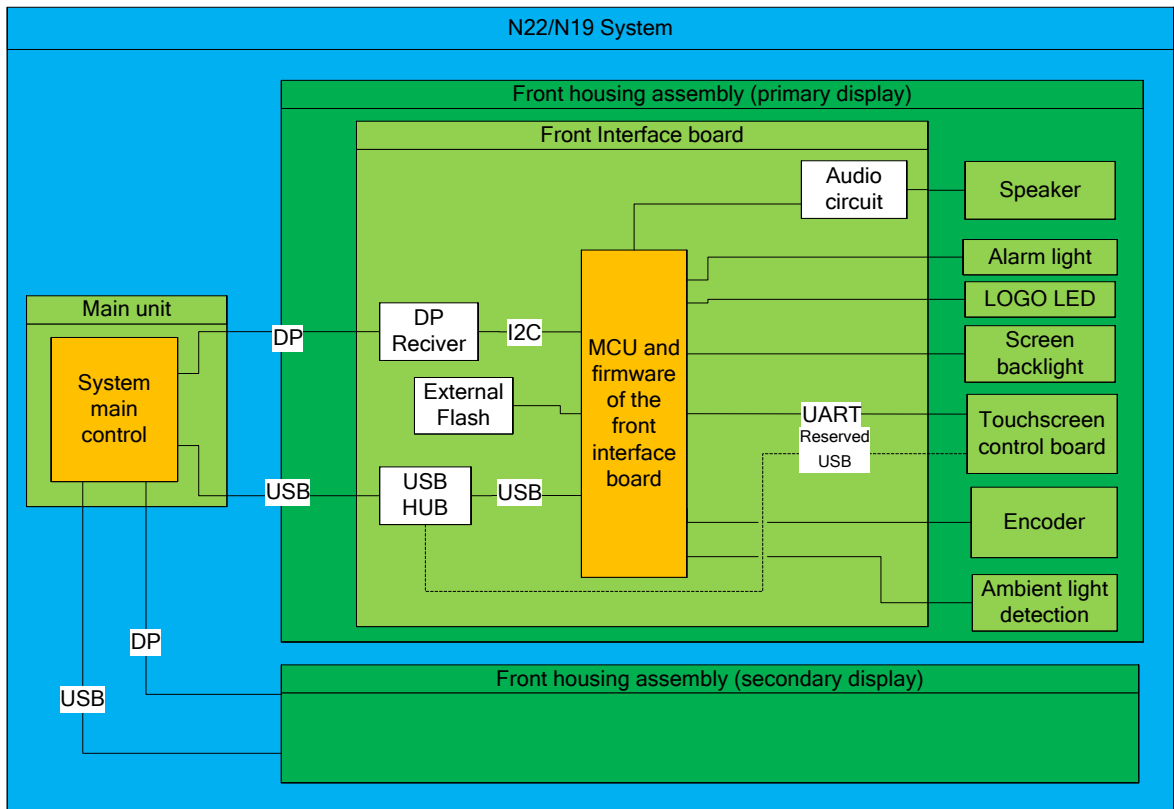 N22/N19 System
Front housing assembly (primary display)
Front Interface board
Audio
circuit
Speaker
Alarm light
LOGO LED
Screen
backlight
Main unit
System
main
control
DP
DP
Reciver
I2C
External
Flash
USB
USB
HUB
USB
MCU and
firmware
of the
front
interface
board
UART
Reserved
USB
Touchscreen
control board
Encoder
Ambient light
detection
DP
USB
Front housing assembly (secondary display)